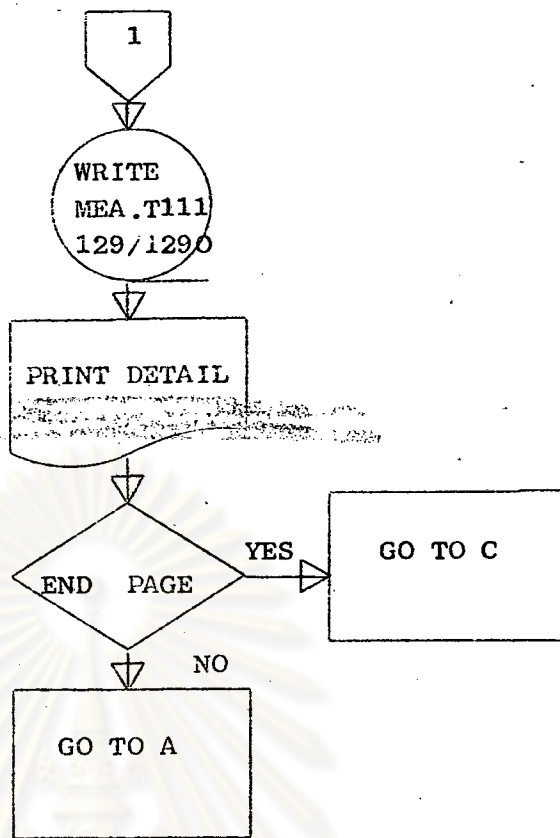 1
WRITE
MEA.T111
129/1290
PRINT DETAIL
END PAGE
YES
GO TO C
NO
GO TO A